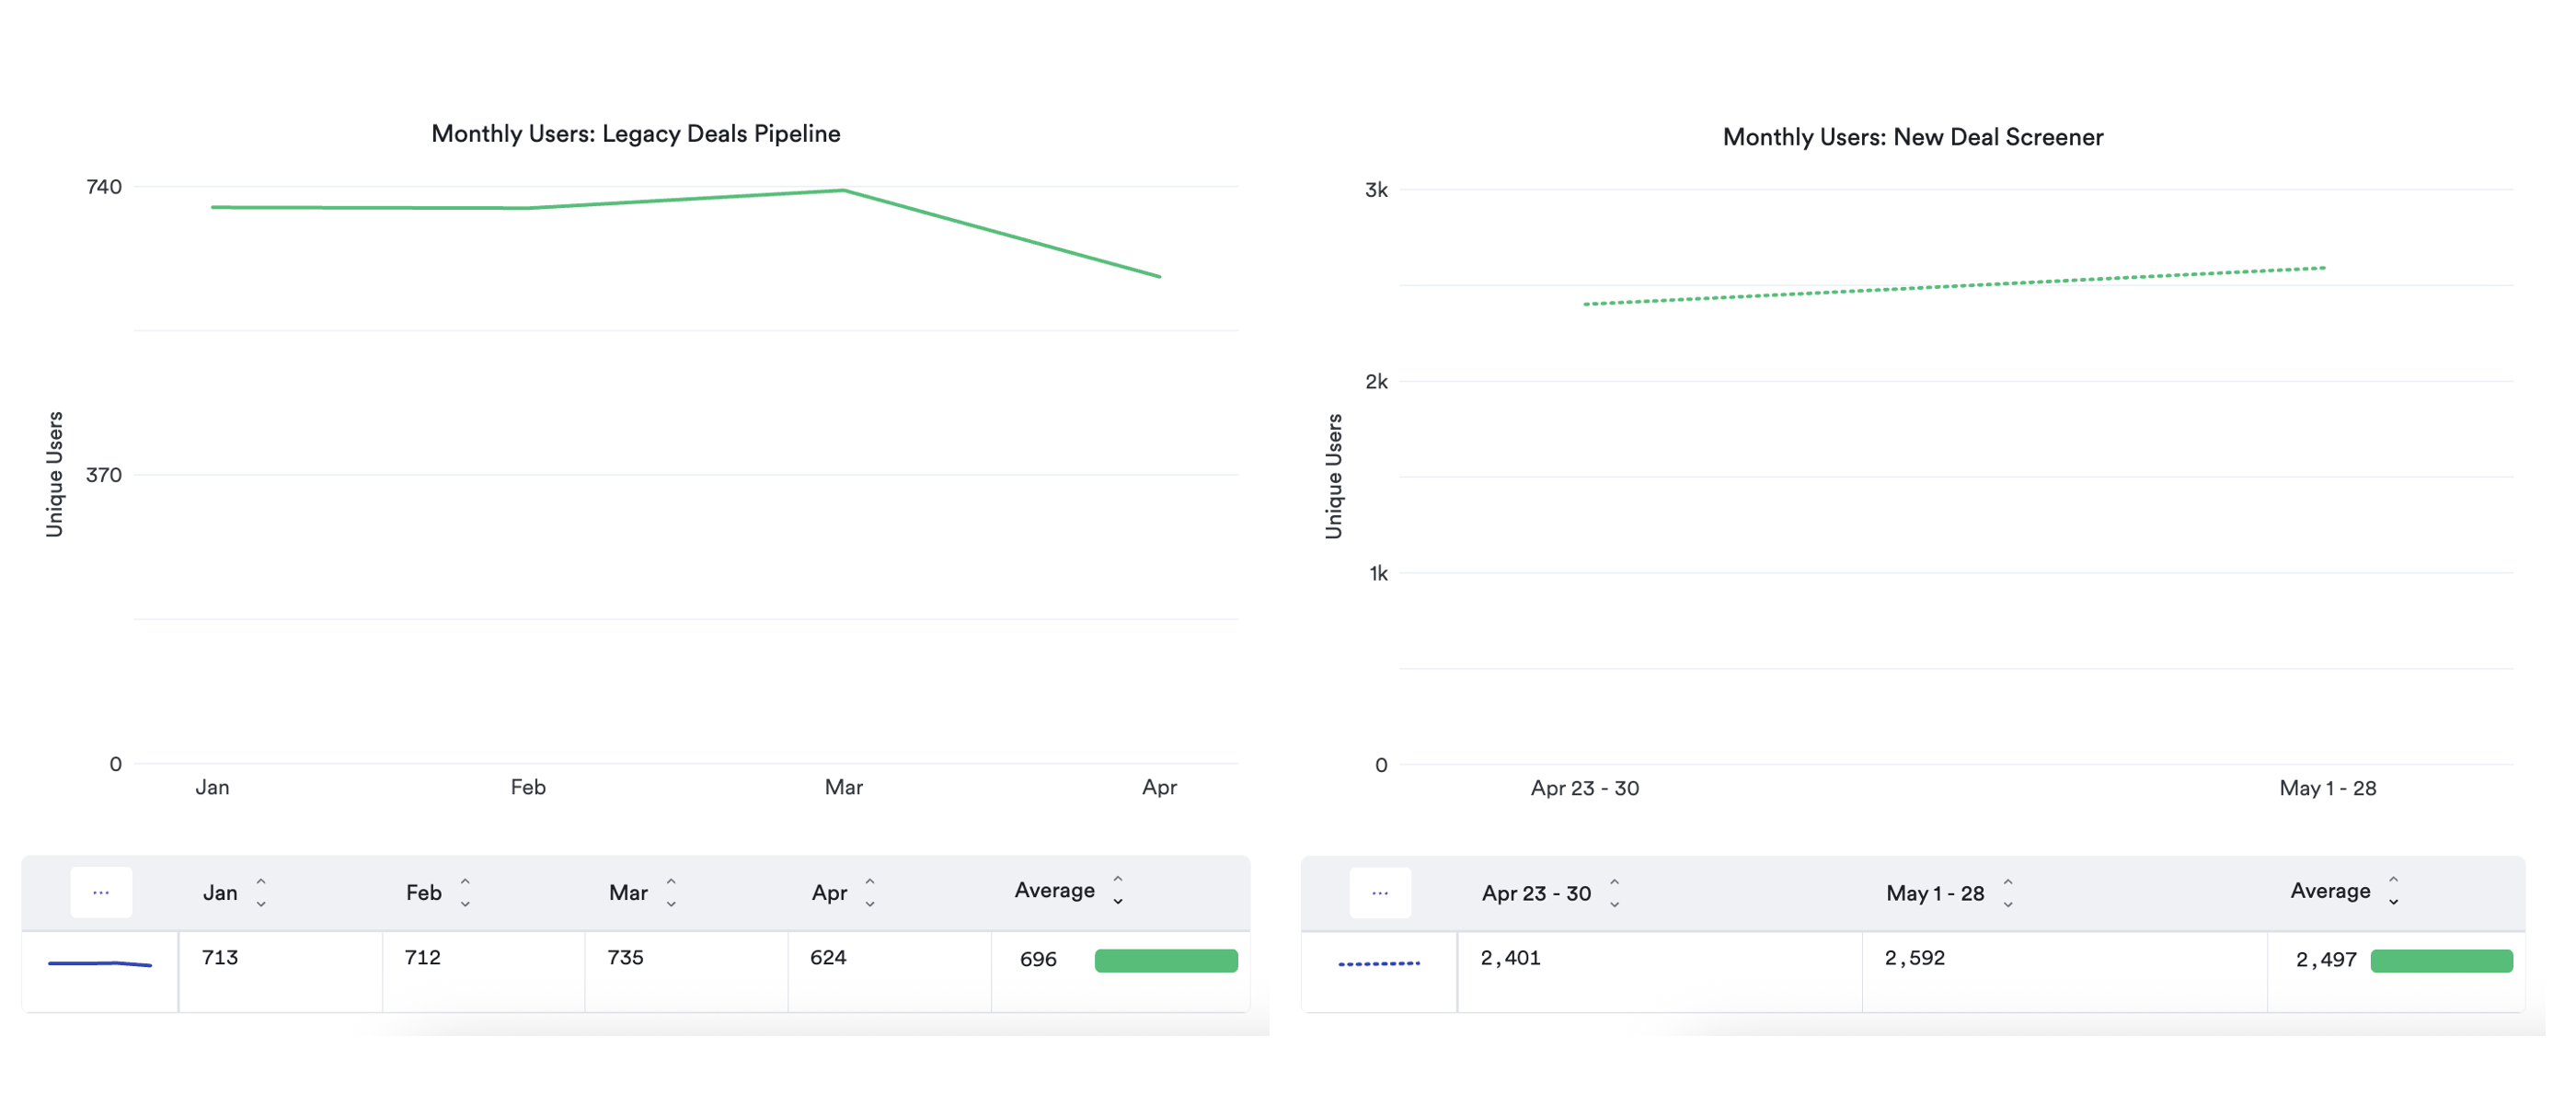 Monthly Users: Legacy Deals Pipeline
740
370
0
Unique Users
Jan Feb Mar Apr
... Jan Feb Mar Apr Average
713 712 735 624 696
Monthly Users: New Deal Screener
3k
2k
1k
0
Unique Users
Apr 23 - 30 May 1 - 28
... Apr 23 - 30 May 1 - 28 Average
2,401 2,592 2,497